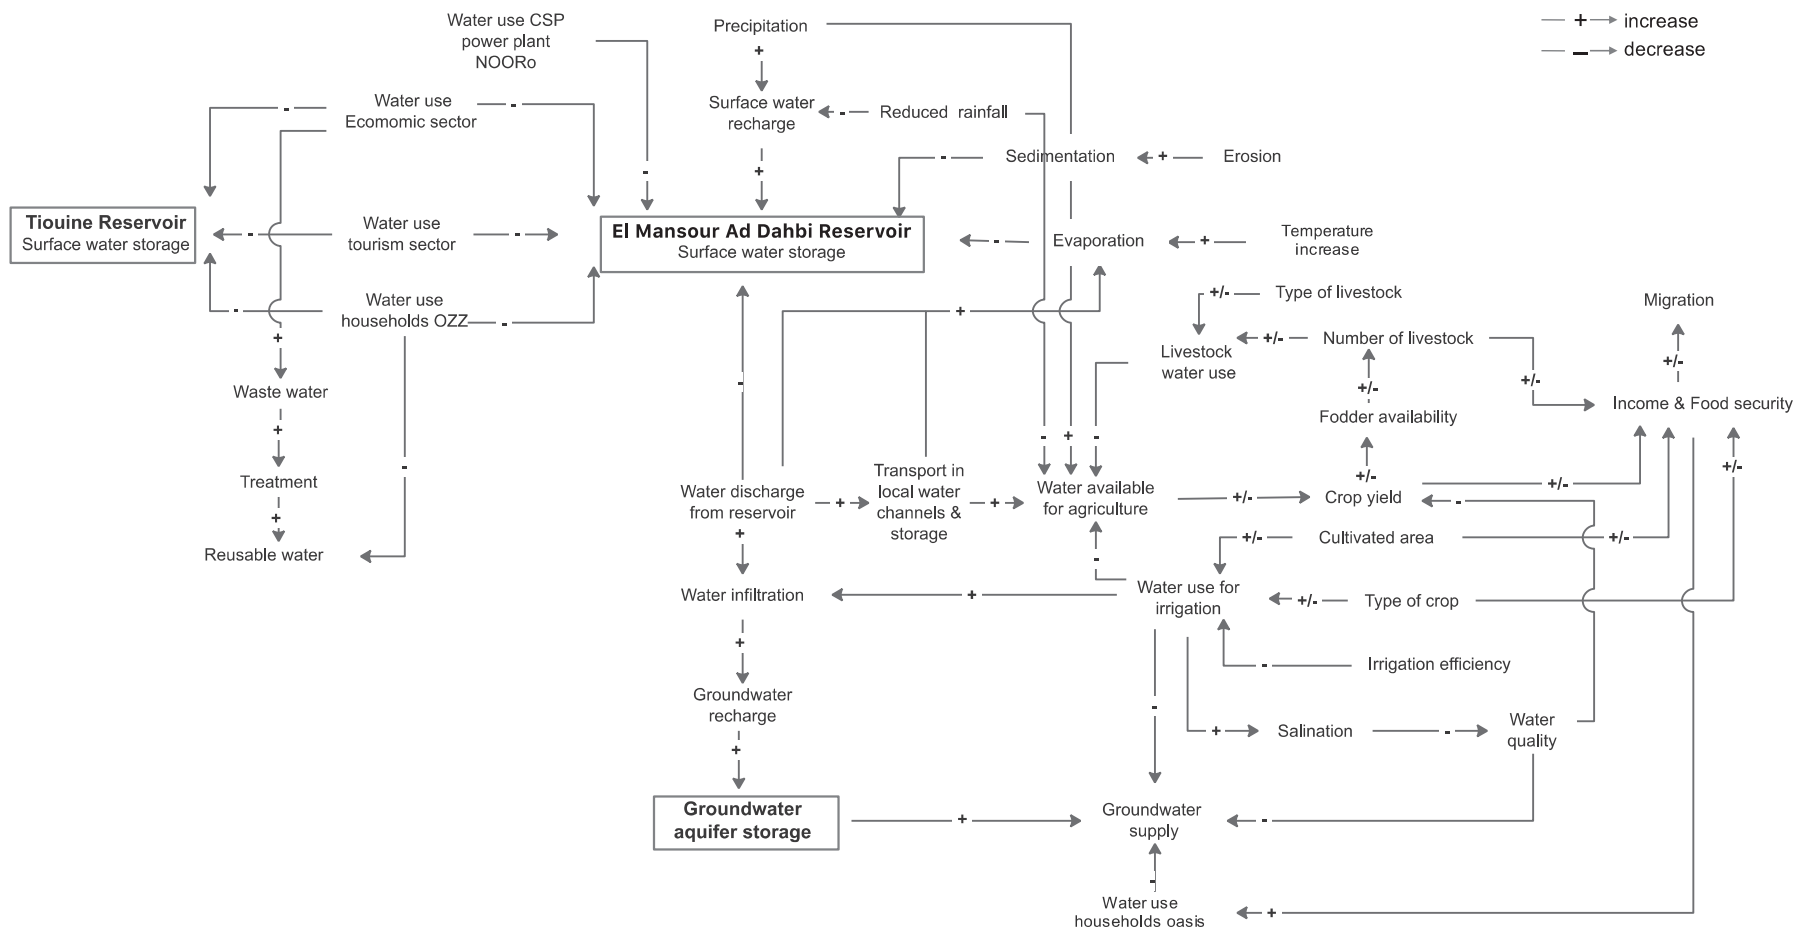 Water use CSP
power plant
NOORo
Precipitation
+ increase
- decrease
+
Water use
Ecomomic sector
-
-
Surface water
recharge
-
Reduced rainfall
Sedimentation
-
+
Erosion
-
+
Tiouine Reservoir
Surface water storage
-
Water use
tourism sector
-
El Mansour Ad Dahbi Reservoir
Surface water storage
-
Evaporation
+
Temperature
increase
-
Water use
households OZZ
-
+
+/-
Type of livestock
Migration
+
Livestock
water use
+/-
Number of livestock
+/-
+/-
Waste water
-
+/-
Fodder availability
Income & Food security
+
-
-
+
-
+/-
+/-
Treatment
-
Water discharge
from reservoir
+
Transport in
local water
channels &
storage
+
Water available
for agriculture
+/-
Crop yield
+/-
-
+
Reusable water
+
-
+/-
Cultivated area
+/-
Water infiltration
+
Water use for
irrigation
+/-
Type of crop
+
-
Irrigation efficiency
Groundwater
recharge
-
+
Salination
-
Water
quality
+
Groundwater
aquifer storage
+
Groundwater
supply
-
-
Water use
households oasis
+